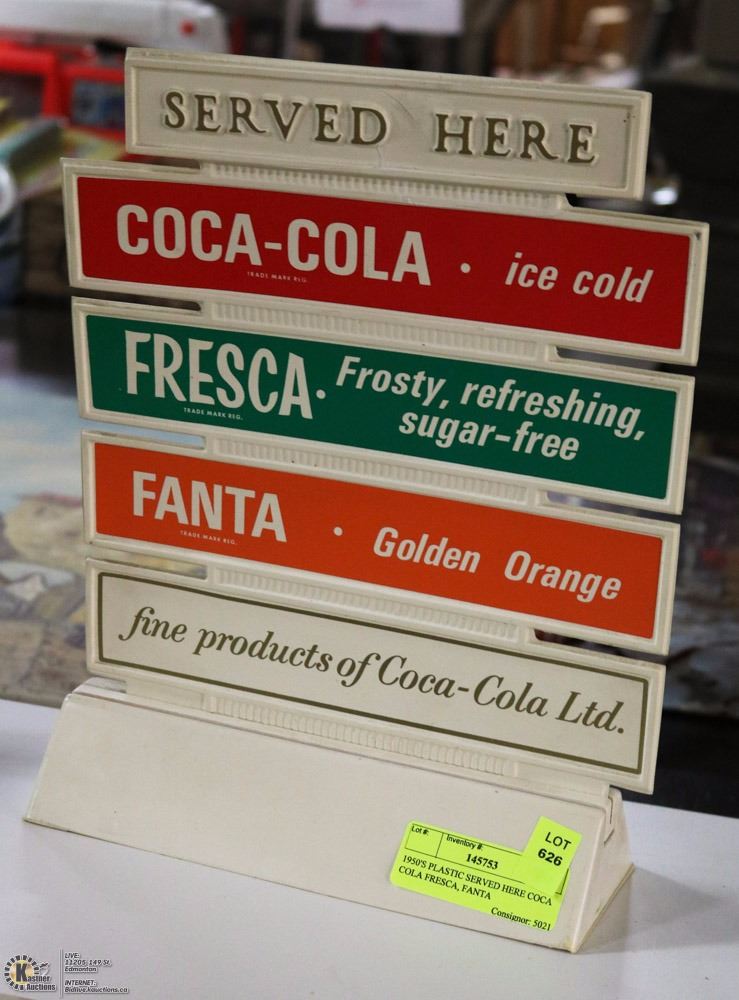 SERVED HERE
COCA-COLA · ice cold
TRADE MARK REG.
FRESCA · Frosty, refreshing,
sugar-free
TRADE MARK REG.
FANTA · Golden Orange
TRADE MARK REG.
fine products of Coca-Cola Ltd.
Lot #: Inventory #: LOT
145753 626
1950'S PLASTIC SERVED HERE COCA
COLA FRESCA, FANTA
Consignor: 5021
Kastner
Auctions
LIVE:
11205-149 St.
Edmonton
INTERNET:
Bidlive.kauctions.ca